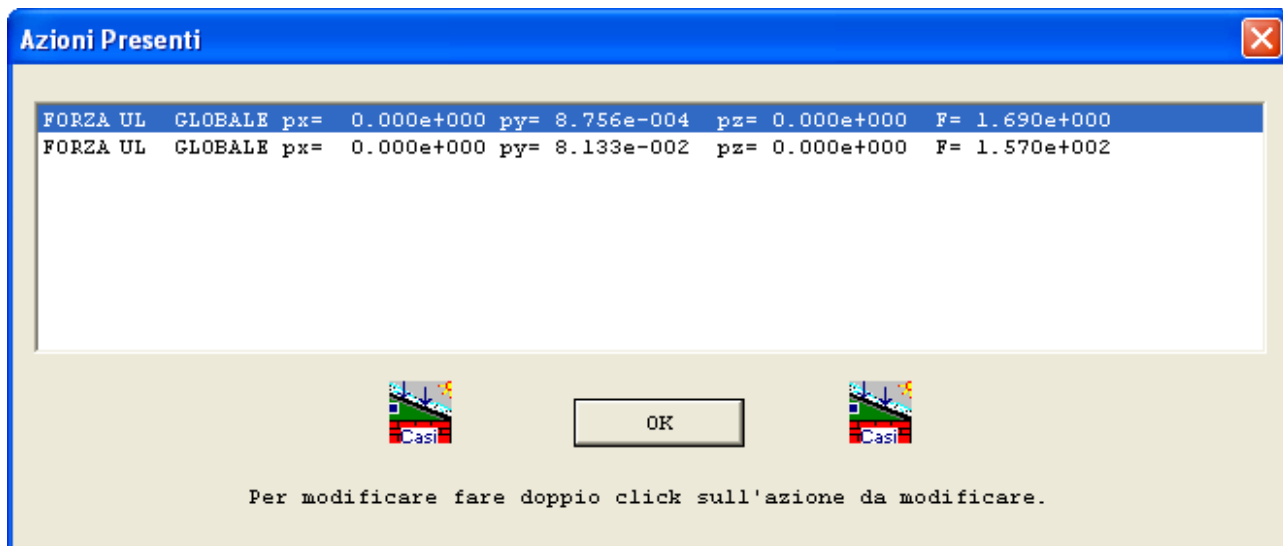 Azioni Presenti
FORZA UL GLOBALE px= 0.000e+000 py= 8.756e-004 pz= 0.000e+000 F= 1.690e+000
FORZA UL GLOBALE px= 0.000e+000 py= 8.133e-002 pz= 0.000e+000 F= 1.570e+002
Casi OK Casi
Per modificare fare doppio click sull'azione da modificare.